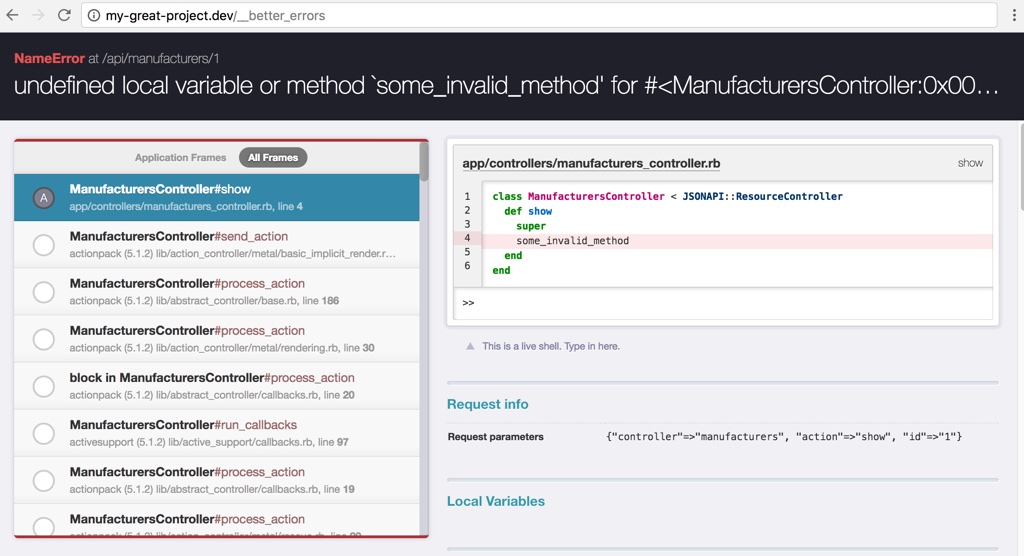 my-great-project.dev/__better_errors
NameError at /api/manufacturers/1
undefined local variable or method `some_invalid_method' for #<ManufacturersController:0x00...
Application Frames All Frames
A
ManufacturersController#show
app/controllers/manufacturers_controller.rb, line 4
ManufacturersController#send_action
actionpack (5.1.2) lib/action_controller/metal/basic_implicit_render.r...
ManufacturersController#process_action
actionpack (5.1.2) lib/abstract_controller/base.rb, line 186
ManufacturersController#process_action
actionpack (5.1.2) lib/action_controller/metal/rendering.rb, line 30
block in ManufacturersController#process_action
actionpack (5.1.2) lib/abstract_controller/callbacks.rb, line 20
ManufacturersController#run_callbacks
activesupport (5.1.2) lib/active_support/callbacks.rb, line 97
ManufacturersController#process_action
actionpack (5.1.2) lib/abstract_controller/callbacks.rb, line 19
ManufacturersController#process_action
app/controllers/manufacturers_controller.rb show
1 class ManufacturersController < JSONAPI::ResourceController
2 def show
3 super
4 some_invalid_method
5 end
6 end
>>
This is a live shell. Type in here.
Request info
Request parameters {"controller"=>"manufacturers", "action"=>"show", "id"=>"1"}
Local Variables